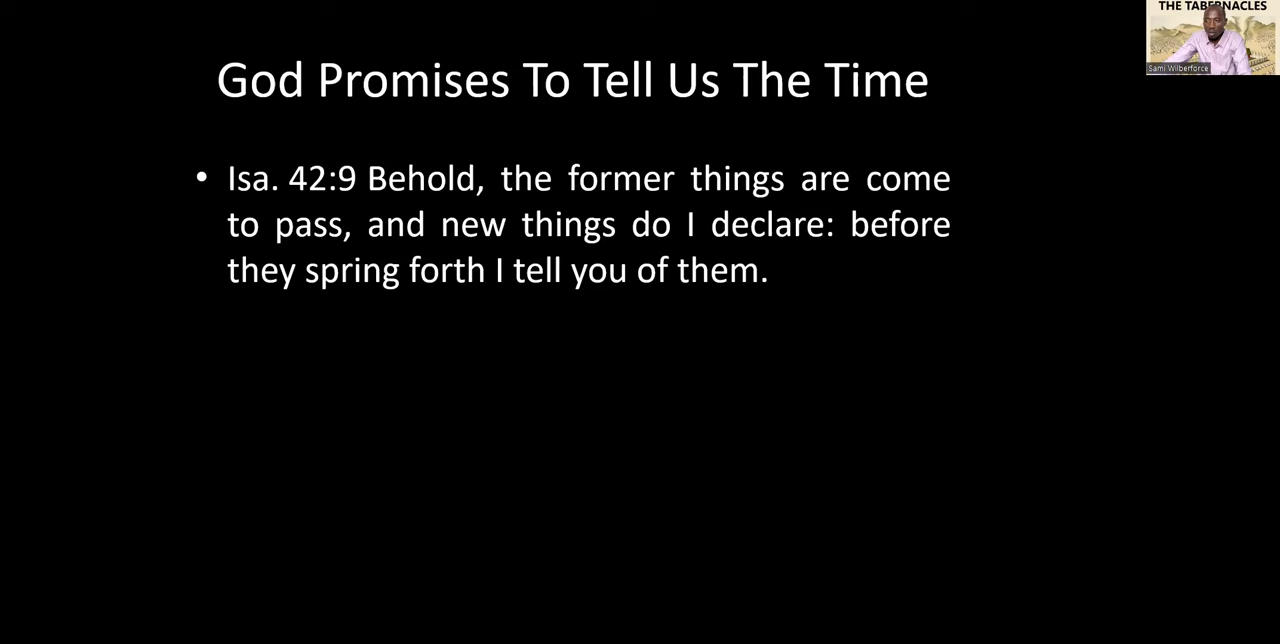 THE TABERNACLES
Sami Wilberforce
God Promises To Tell Us The Time
• Isa. 42:9 Behold, the former things are come
to pass, and new things do I declare: before
they spring forth I tell you of them.